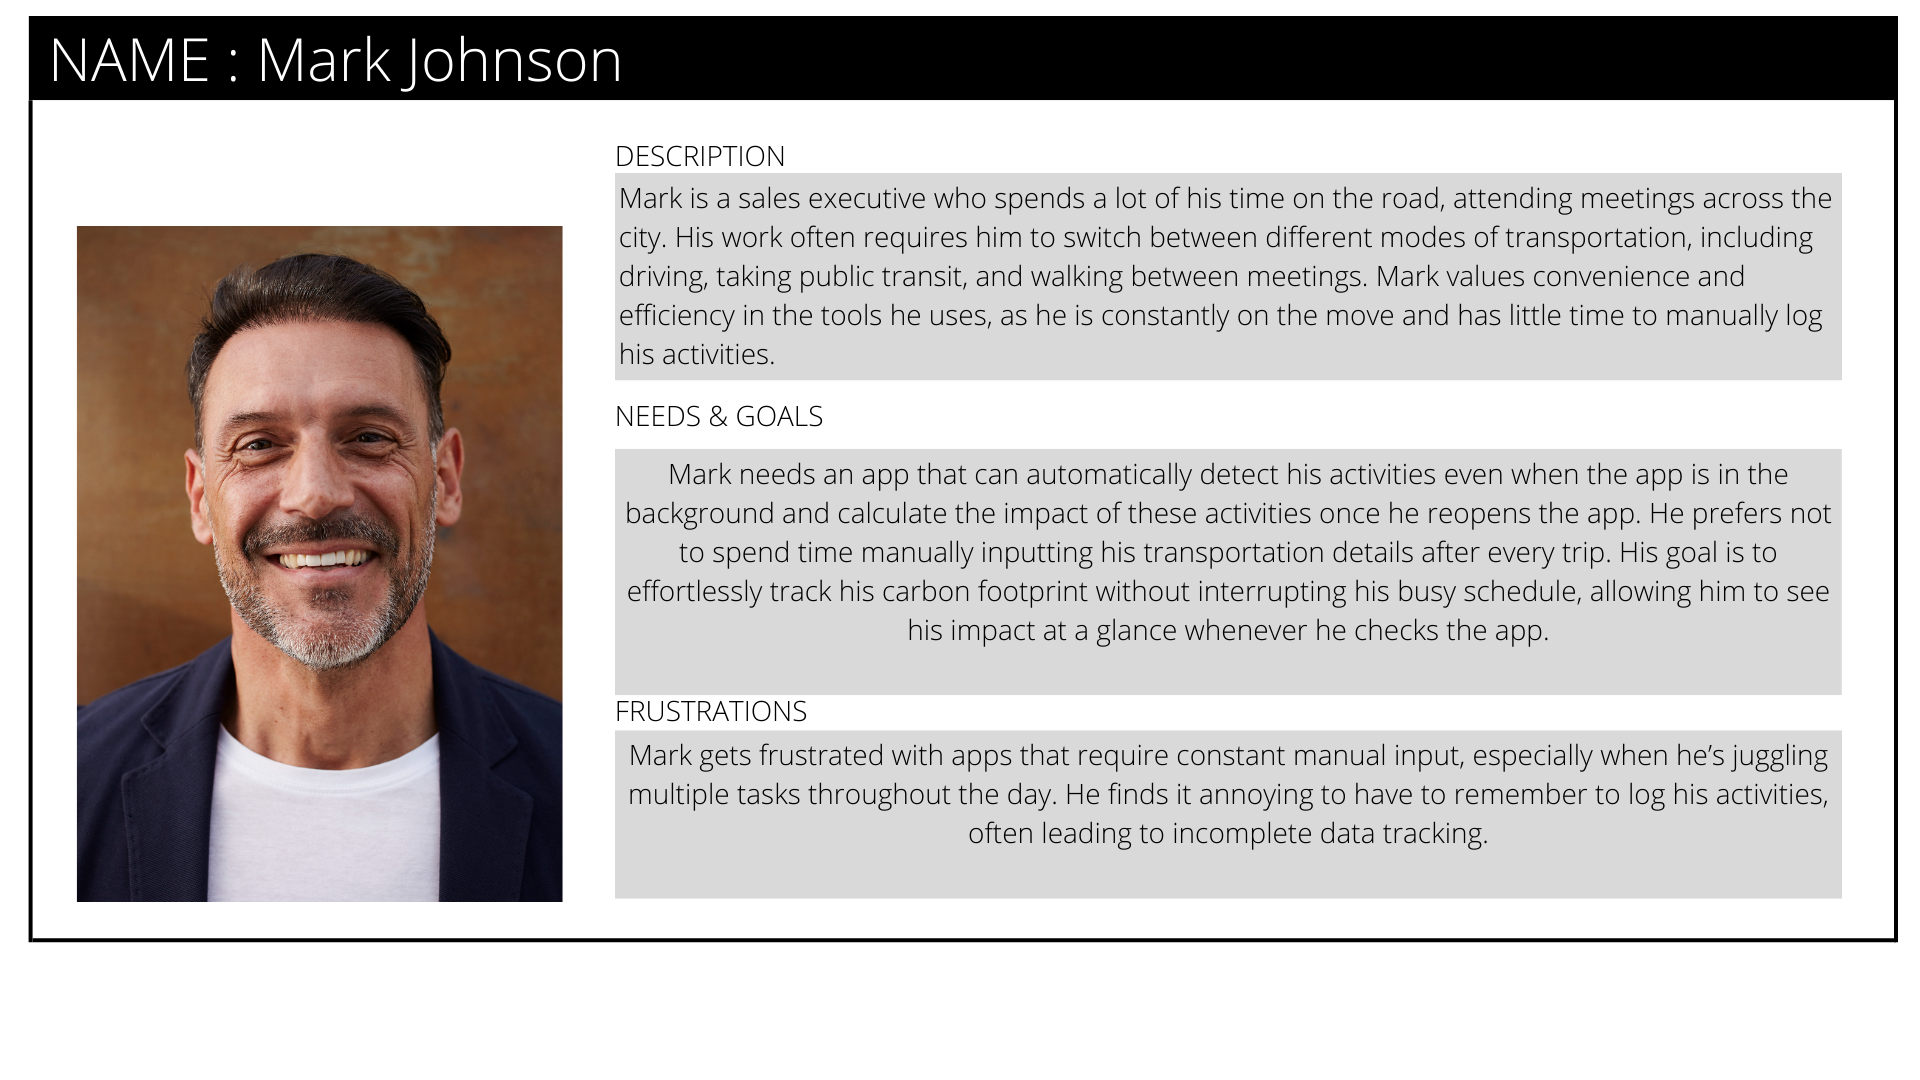 NAME : Mark Johnson
DESCRIPTION
Mark is a sales executive who spends a lot of his time on the road, attending meetings across the
city. His work often requires him to switch between different modes of transportation, including
driving, taking public transit, and walking between meetings. Mark values convenience and
efficiency in the tools he uses, as he is constantly on the move and has little time to manually log
his activities.
NEEDS & GOALS
Mark needs an app that can automatically detect his activities even when the app is in the
background and calculate the impact of these activities once he reopens the app. He prefers not
to spend time manually inputting his transportation details after every trip. His goal is to
effortlessly track his carbon footprint without interrupting his busy schedule, allowing him to see
his impact at a glance whenever he checks the app.
FRUSTRATIONS
Mark gets frustrated with apps that require constant manual input, especially when he’s juggling
multiple tasks throughout the day. He finds it annoying to have to remember to log his activities,
often leading to incomplete data tracking.